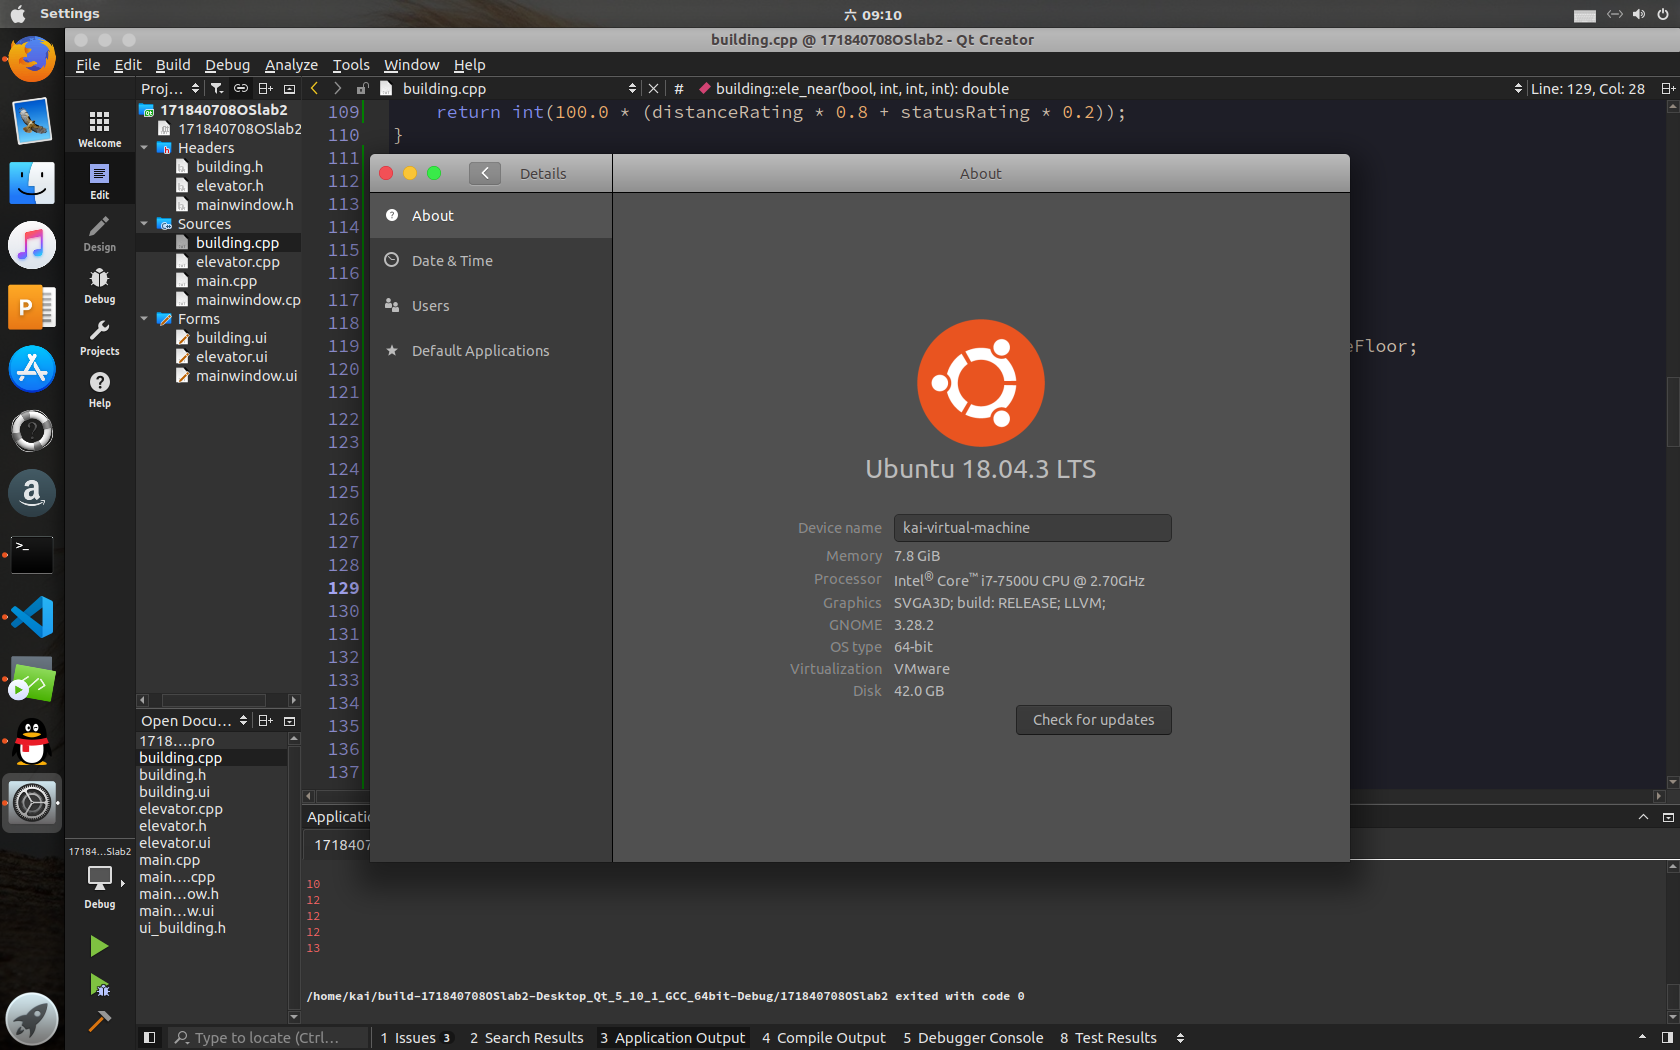 Settings
六 09:10
building.cpp @ 171840708OSlab2 - Qt Creator
File Edit Build Debug Analyze Tools Window Help
Proj...
building.cpp
#
building::ele_near(bool, int, int, int): double
Line: 129, Col: 28
Welcome
Edit
Design
Debug
Projects
Help
171840708OSlab2
171840708OSlab2
Headers
building.h
elevator.h
mainwindow.h
Sources
building.cpp
elevator.cpp
main.cpp
mainwindow.cp
Forms
building.ui
elevator.ui
mainwindow.ui
109 return int(100.0 * (distanceRating * 0.8 + statusRating * 0.2));
110 }
111
112
113
114
115
116
117
118
119 eFloor;
120
121
122
123
124
125
126
127
128
129
130
131
132
133
134
135
136
137
Details
About
About
Date & Time
Users
Default Applications
Ubuntu 18.04.3 LTS
Device name kai-virtual-machine
Memory 7.8 GiB
Processor Intel® Core™ i7-7500U CPU @ 2.70GHz
Graphics SVGA3D; build: RELEASE; LLVM;
GNOME 3.28.2
OS type 64-bit
Virtualization VMware
Disk 42.0 GB
Check for updates
Open Docu...
1718....pro
building.cpp
building.h
building.ui
elevator.cpp
elevator.h
elevator.ui
main.cpp
main....cpp
main...ow.h
main...w.ui
ui_building.h
17184...Slab2
Debug
Applicatio
1718407
10
12
12
12
13
/home/kai/build-171840708OSlab2-Desktop_Qt_5_10_1_GCC_64bit-Debug/171840708OSlab2 exited with code 0
Type to locate (Ctrl...
1 Issues 3
2 Search Results
3 Application Output
4 Compile Output
5 Debugger Console
8 Test Results